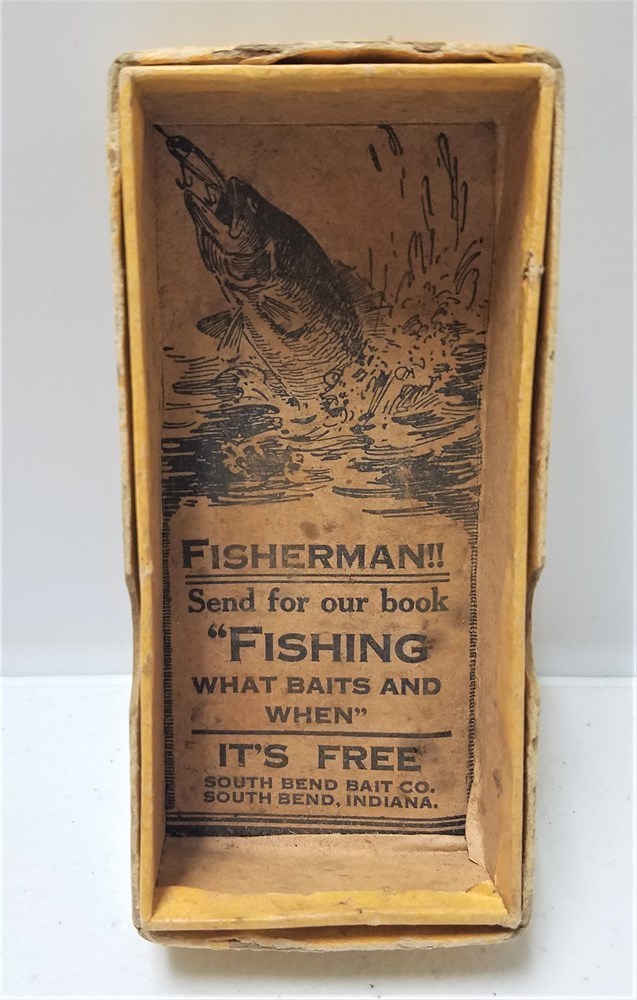 FISHERMAN!!
Send for our book
“FISHING
WHAT BAITS AND
WHEN”
IT'S FREE
SOUTH BEND BAIT CO.
SOUTH BEND, INDIANA.